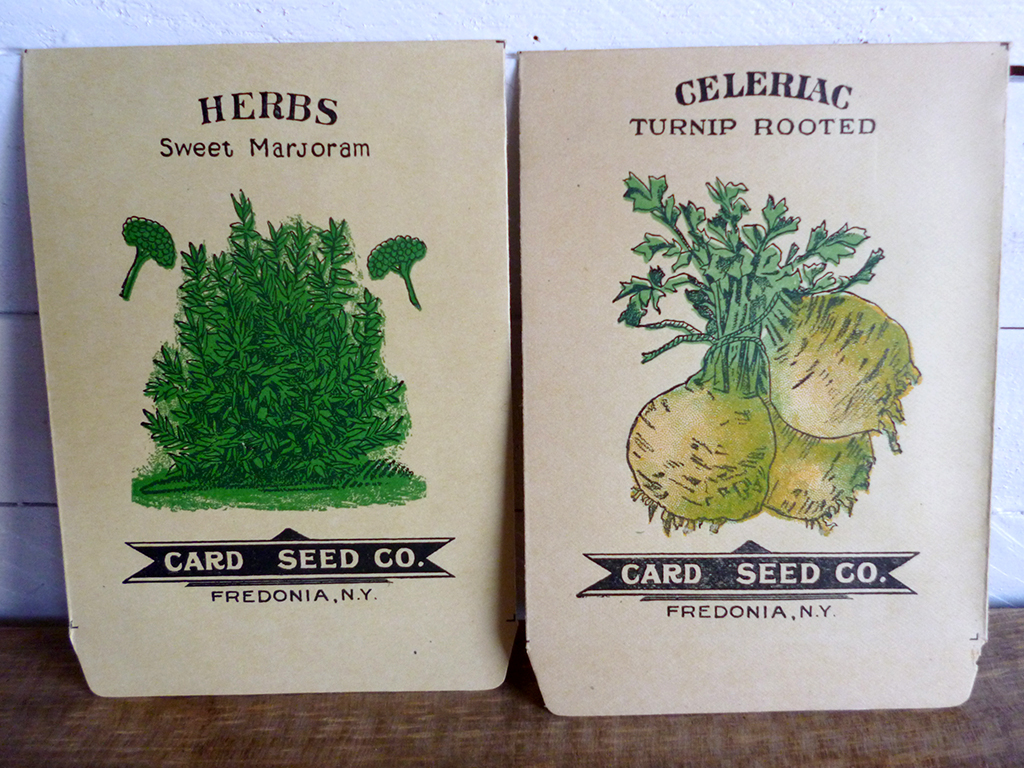 HERBS
Sweet Marjoram
CARD SEED CO.
FREDONIA, N.Y.
CELERIAC
TURNIP ROOTED
CARD SEED CO.
FREDONIA, N.Y.